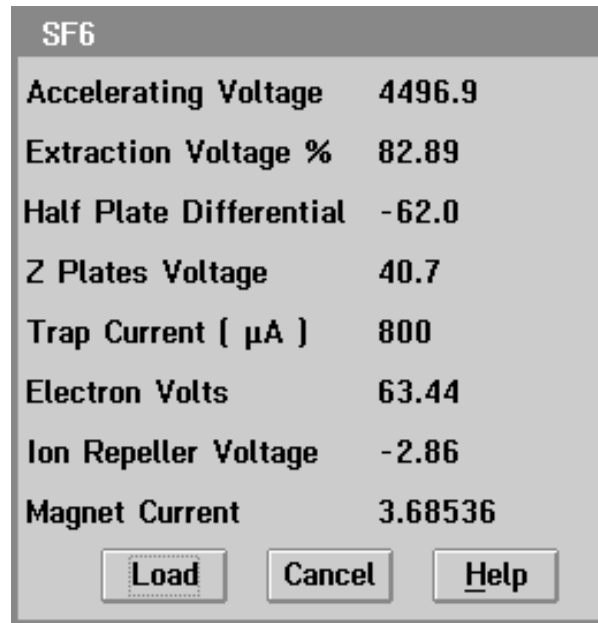 SF6
Accelerating Voltage 4496.9
Extraction Voltage % 82.89
Half Plate Differential -62.0
Z Plates Voltage 40.7
Trap Current ( µA ) 800
Electron Volts 63.44
Ion Repeller Voltage -2.86
Magnet Current 3.68536
Load Cancel Help